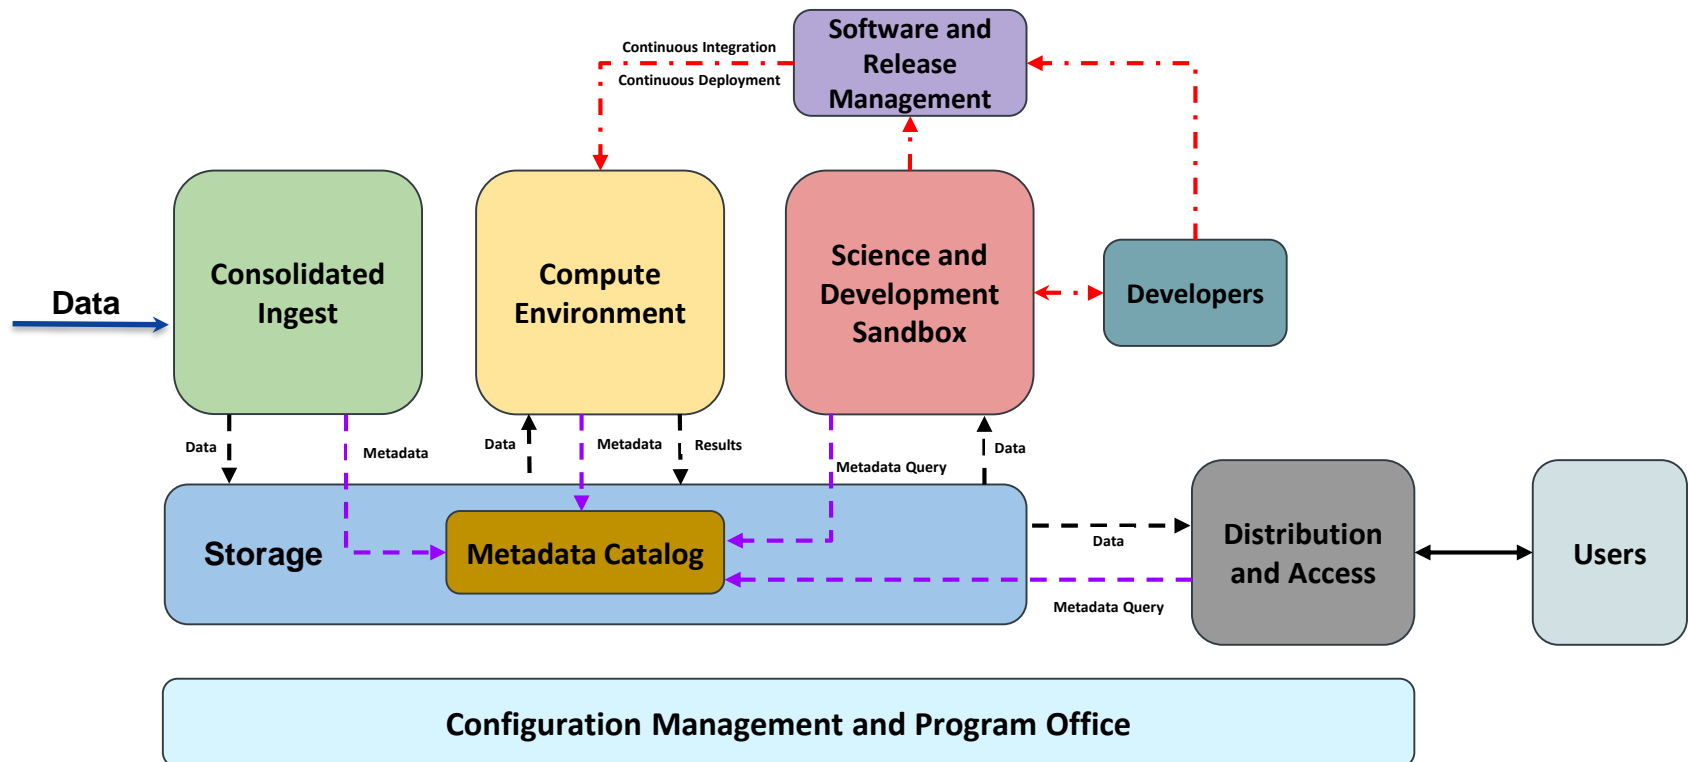 Software and
Release
Management
Continuous Integration
Continuous Deployment
Data
Consolidated
Ingest
Compute
Environment
Science and
Development
Sandbox
Developers
Data
Metadata
Data
Metadata
Results
Metadata Query
Data
Storage
Metadata Catalog
Data
Metadata Query
Distribution
and Access
Users
Configuration Management and Program Office